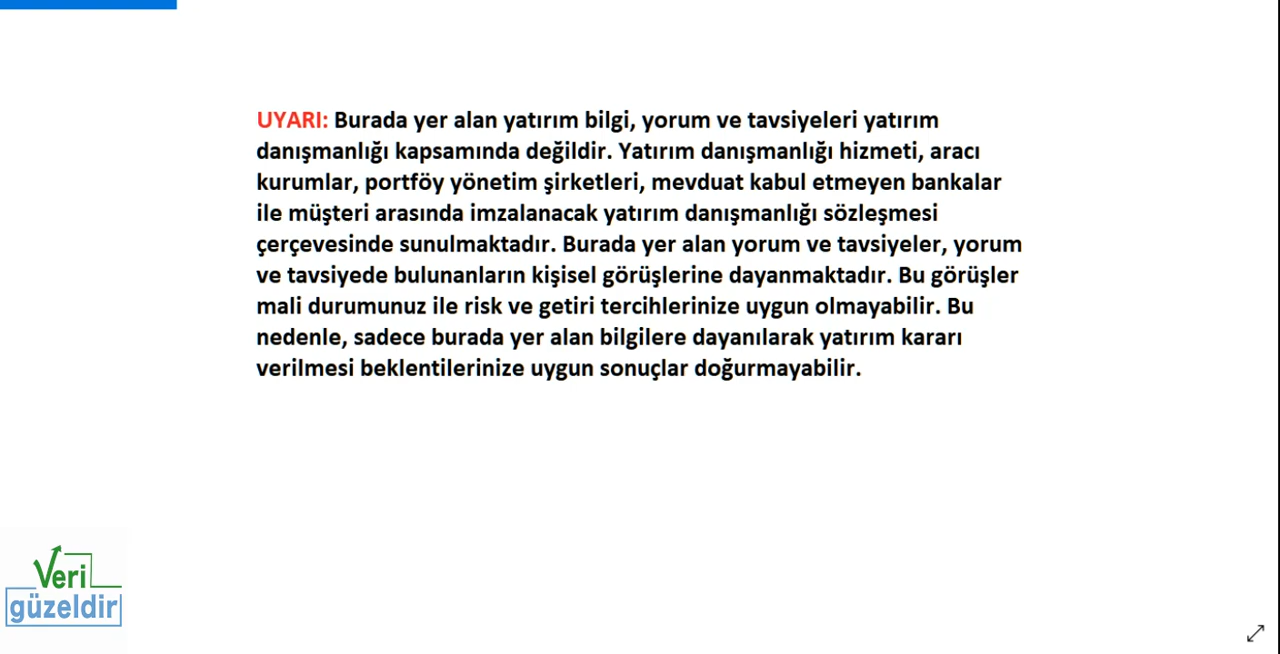 UYARI: Burada yer alan yatırım bilgi, yorum ve tavsiyeleri yatırım
danışmanlığı kapsamında değildir. Yatırım danışmanlığı hizmeti, aracı
kurumlar, portföy yönetim şirketleri, mevduat kabul etmeyen bankalar
ile müşteri arasında imzalanacak yatırım danışmanlığı sözleşmesi
çerçevesinde sunulmaktadır. Burada yer alan yorum ve tavsiyeler, yorum
ve tavsiyede bulunanların kişisel görüşlerine dayanmaktadır. Bu görüşler
mali durumunuz ile risk ve getiri tercihlerinize uygun olmayabilir. Bu
nedenle, sadece burada yer alan bilgilere dayanılarak yatırım kararı
verilmesi beklentilerinize uygun sonuçlar doğurmayabilir.
Veri
güzeldir